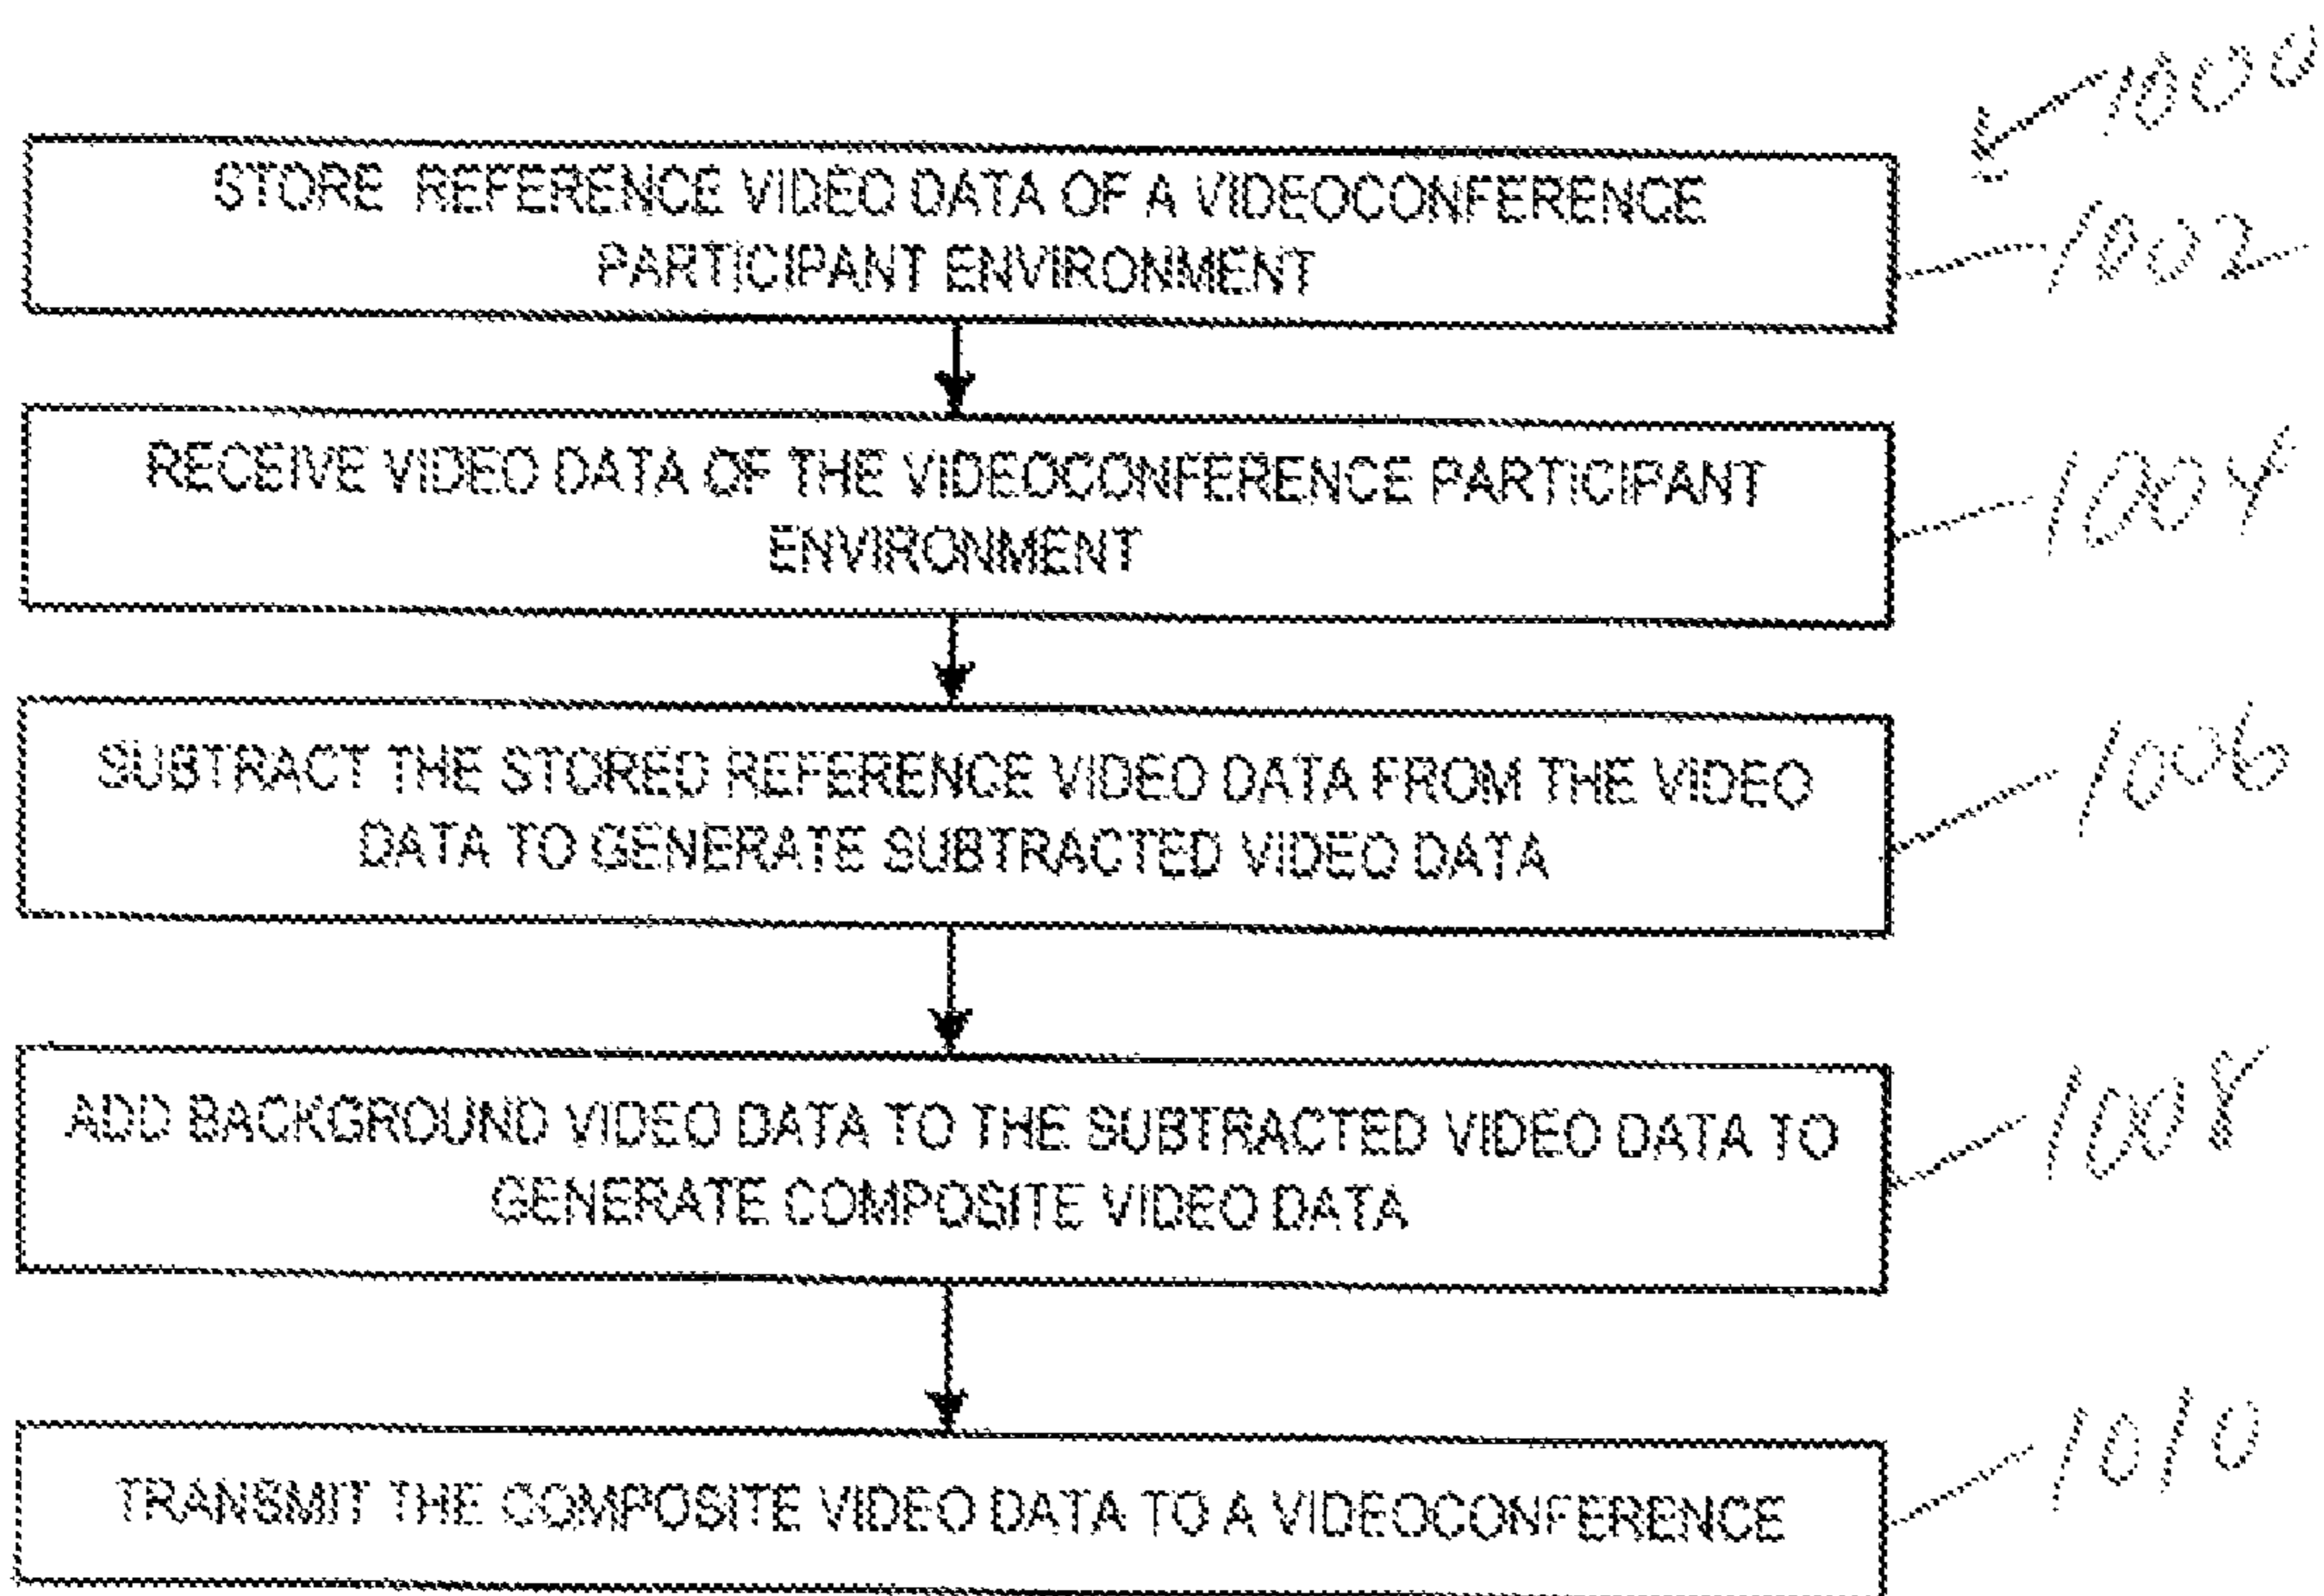 1000
STORE REFERENCE VIDEO DATA OF A VIDEOCONFERENCE
PARTICIPANT ENVIRONMENT
1002
RECEIVE VIDEO DATA OF THE VIDEOCONFERENCE PARTICIPANT
ENVIRONMENT
1004
SUBTRACT THE STORED REFERENCE VIDEO DATA FROM THE VIDEO
DATA TO GENERATE SUBTRACTED VIDEO DATA
1006
ADD BACKGROUND VIDEO DATA TO THE SUBTRACTED VIDEO DATA TO
GENERATE COMPOSITE VIDEO DATA
1008
TRANSMIT THE COMPOSITE VIDEO DATA TO A VIDEOCONFERENCE
1010